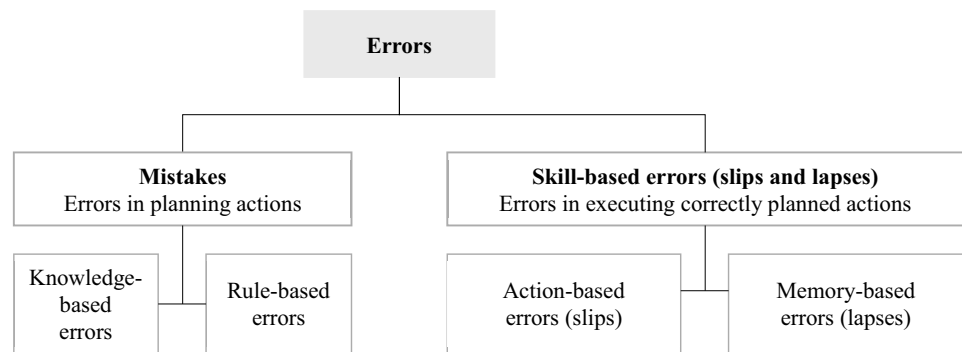 Errors
Mistakes
Errors in planning actions
Skill-based errors (slips and lapses)
Errors in executing correctly planned actions
Knowledge-
based
errors
Rule-based
errors
Action-based
errors (slips)
Memory-based
errors (lapses)